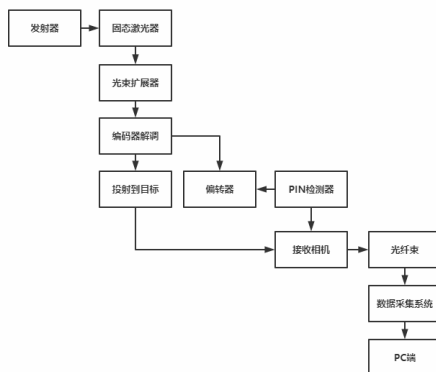 发射器
固态激光器
光束扩展器
编码器解调
投射到目标
偏转器
PIN检测器
接收相机
光纤束
数据采集系统
PC端